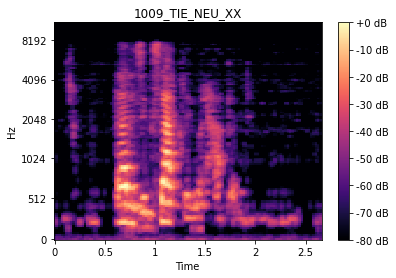 1009_TIE_NEU_XX
Hz
8192
4096
2048
1024
512
0
0
0.5
1
1.5
2
2.5
Time
+0 dB
-10 dB
-20 dB
-30 dB
-40 dB
-50 dB
-60 dB
-70 dB
-80 dB